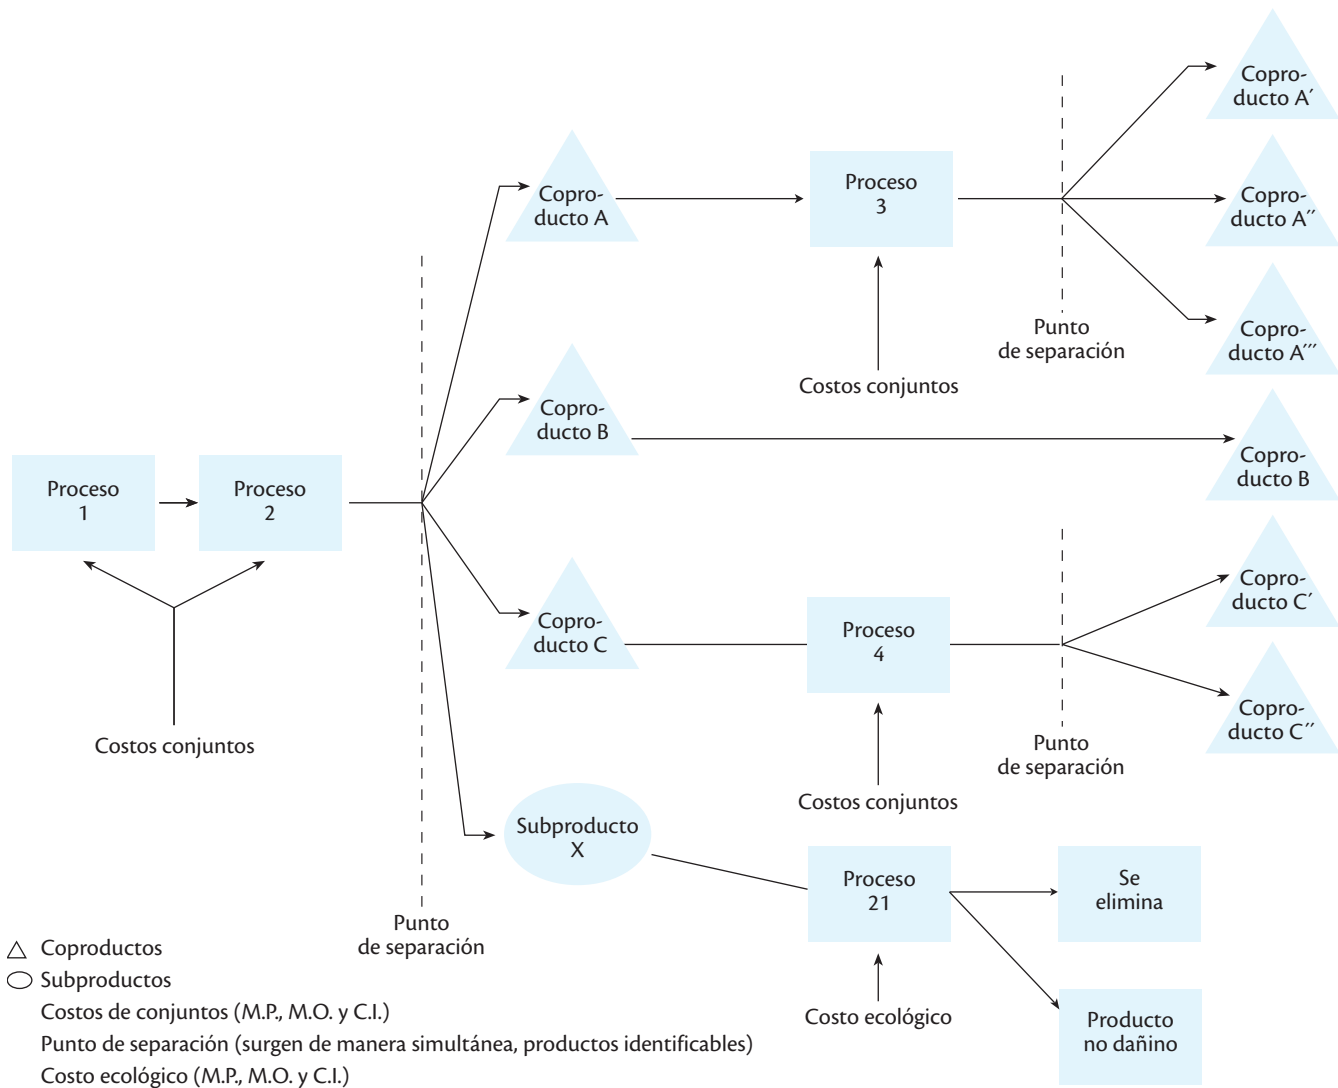 Copro-
ducto A´
Copro-
ducto A
Proceso
3
Copro-
ducto A´´
Punto
de separación
Copro-
ducto A´´´
Costos conjuntos
Copro-
ducto B
Copro-
ducto B
Proceso
1
Proceso
2
Copro-
ducto C
Proceso
4
Copro-
ducto C´
Copro-
ducto C´´
Costos conjuntos
Punto
de separación
Costos conjuntos
Subproducto
X
Proceso
21
Se
elimina
Punto
de separación
Costo ecológico
Producto
no dañino
Coproductos
Subproductos
Costos de conjuntos (M.P., M.O. y C.I.)
Punto de separación (surgen de manera simultánea, productos identificables)
Costo ecológico (M.P., M.O. y C.I.)